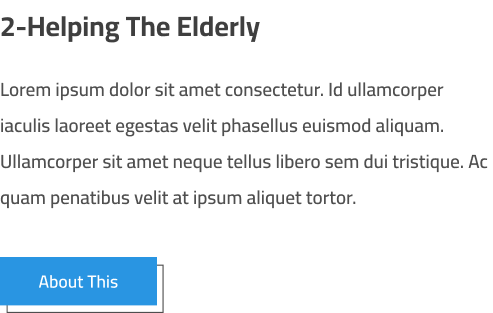 2-Helping The Elderly
Lorem ipsum dolor sit amet consectetur. Id ullamcorper
iaculis laoreet egestas velit phasellus euismod aliquam.
Ullamcorper sit amet neque tellus libero sem dui tristique. Ac
quam penatibus velit at ipsum aliquet tortor.
About This